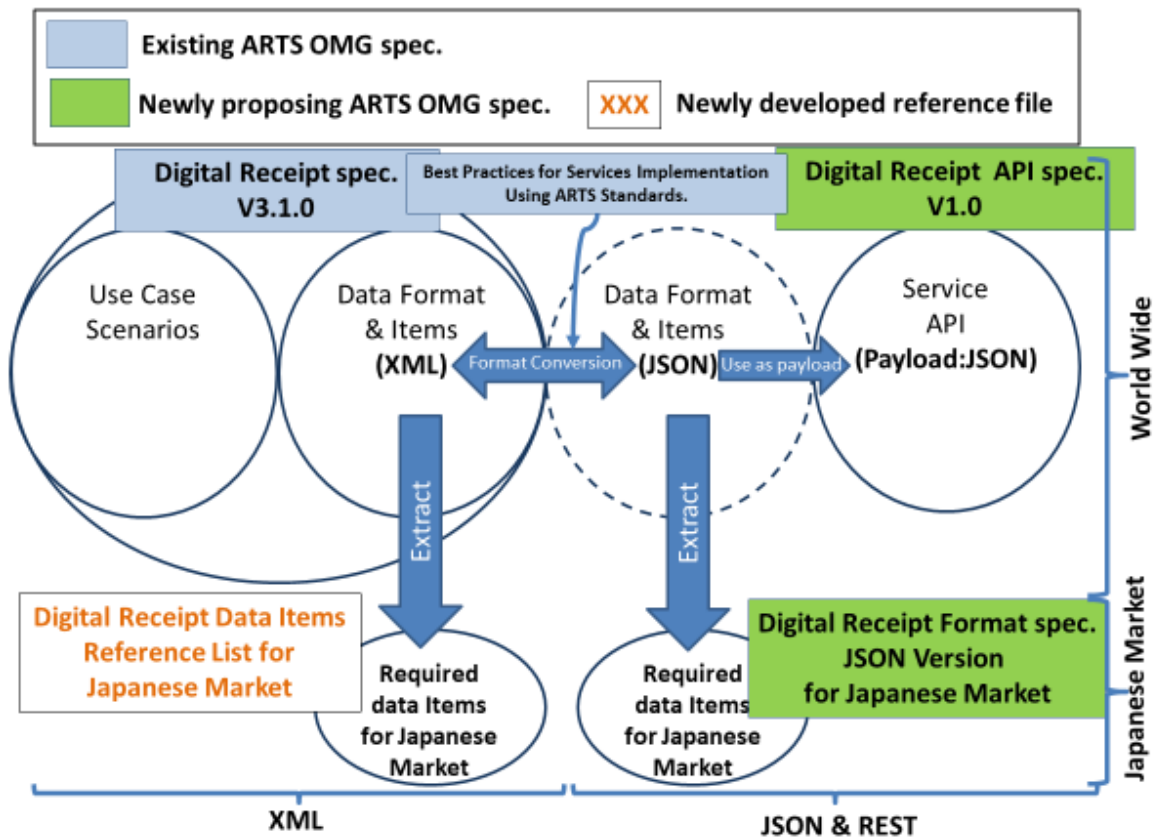 Existing ARTS OMG spec.
Newly proposing ARTS OMG spec.
XXX
Newly developed reference file
Digital Receipt spec.
V3.1.0
Best Practices for Services Implementation
Using ARTS Standards.
Digital Receipt API spec.
V1.0
Use Case
Scenarios
Data Format
& Items
(XML)
Format Conversion
Data Format
& Items
(JSON)
Use as payload
Service
API
(Payload:JSON)
World Wide
Extract
Extract
Digital Receipt Data Items
Reference List for
Japanese Market
Required
data Items
for Japanese
Market
Required
data Items
for Japanese
Market
Digital Receipt Format spec.
JSON Version
for Japanese Market
Japanese Market
XML
JSON & REST